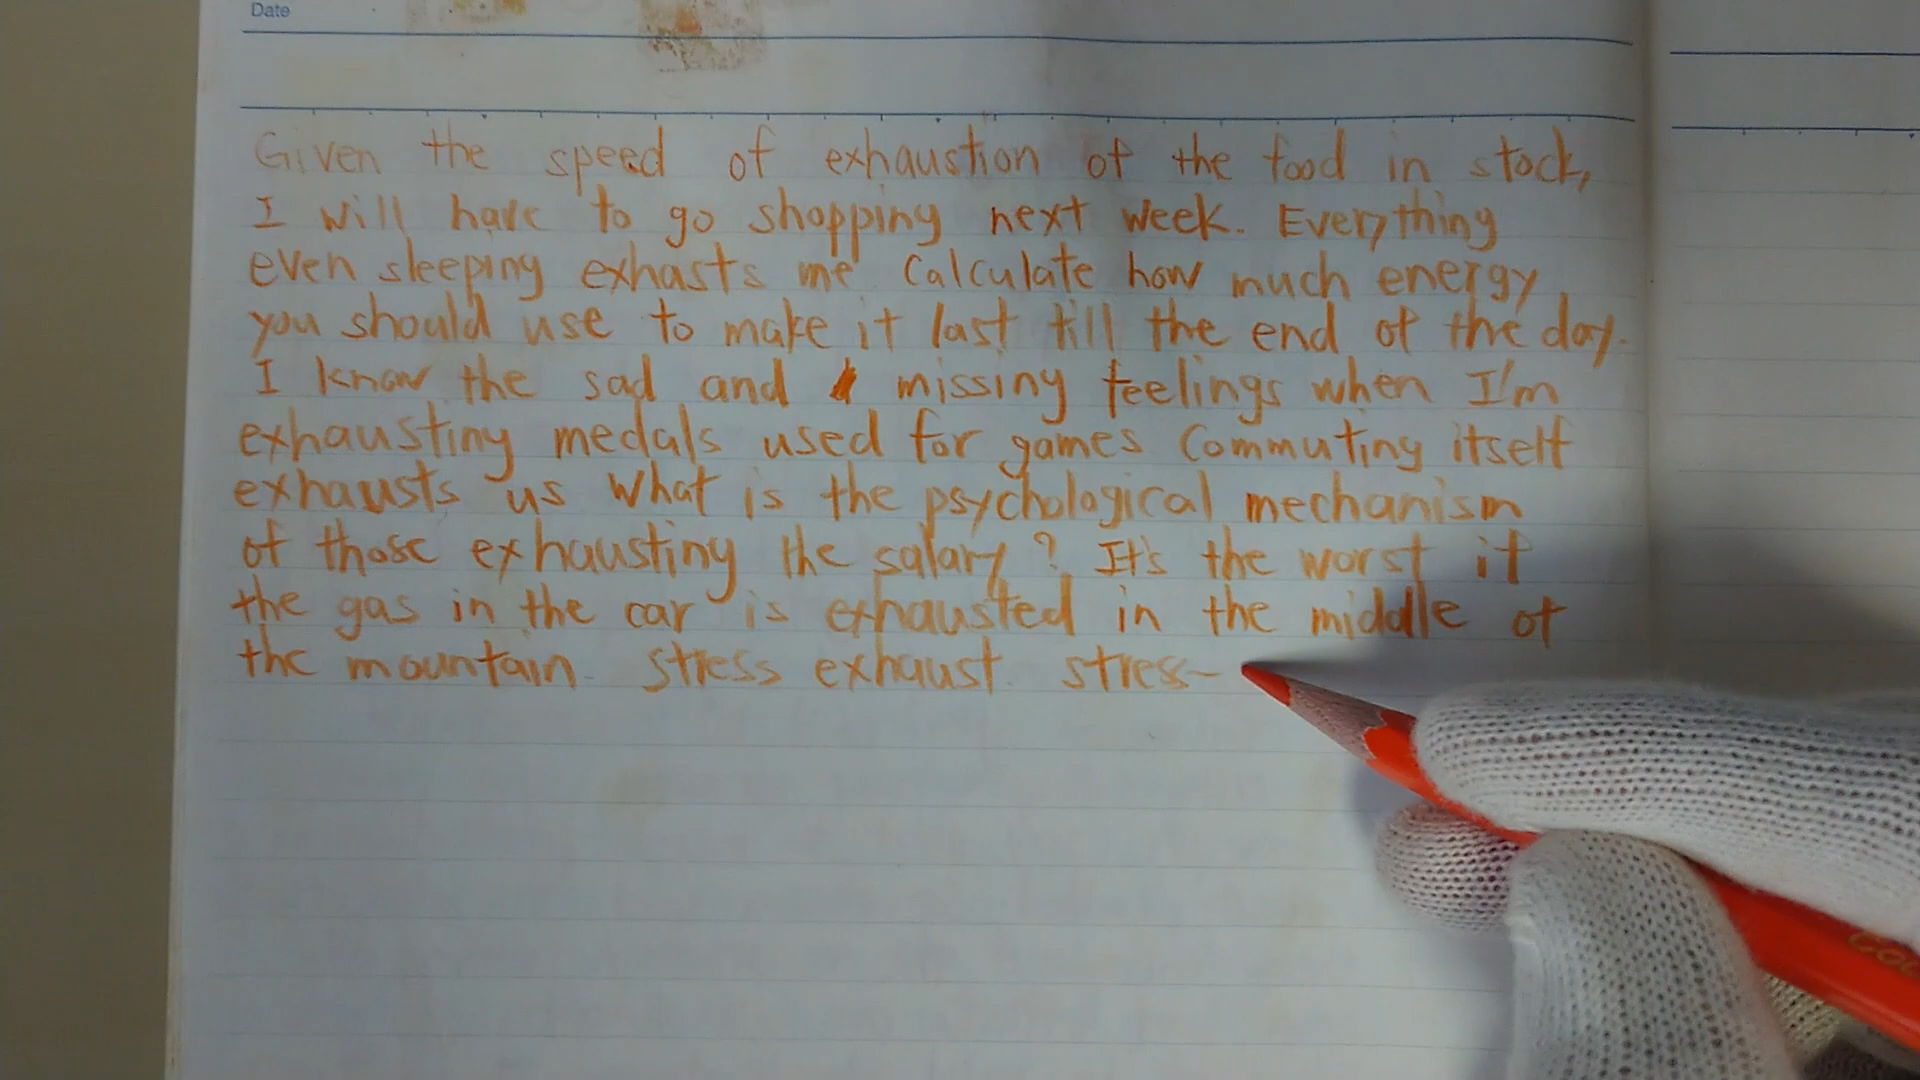 Date
Given the speed of exhaustion of the food in stock,
I will have to go shopping next week. Everything
even sleeping exhasts me Calculate how much energy
you should use to make it last till the end of the day.
I know the sad and missing feelings when I'm
exhausting medals used for games Commuting itself
exhausts us What is the psychological mechanism
of those exhausting the salary? It's the worst if
the gas in the car is exhausted in the middle of
the mountain. Stress exhaust. stres